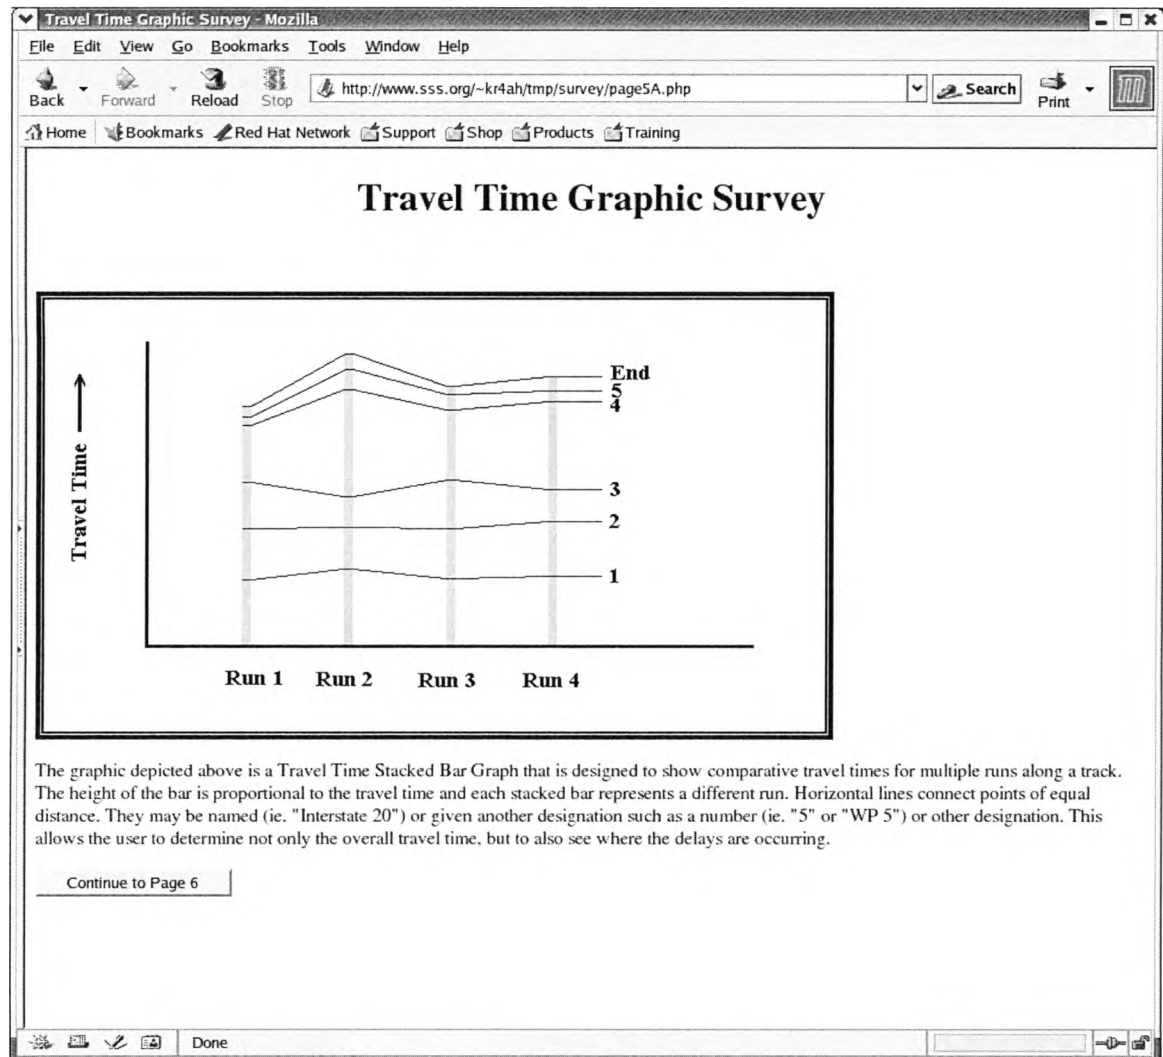 Travel Time Graphic Survey - Mozilla
File Edit View Go Bookmarks Tools Window Help
Back Forward Reload Stop http://www.sss.org/~kr4ah/tmp/survey/page5A.php Search Print
Home Bookmarks Red Hat Network Support Shop Products Training
Travel Time Graphic Survey
Travel Time
End
5
4
3
2
1
Run 1 Run 2 Run 3 Run 4
The graphic depicted above is a Travel Time Stacked Bar Graph that is designed to show comparative travel times for multiple runs along a track.
The height of the bar is proportional to the travel time and each stacked bar represents a different run. Horizontal lines connect points of equal
distance. They may be named (ie. "Interstate 20") or given another designation such as a number (ie. "5" or "WP 5") or other designation. This
allows the user to determine not only the overall travel time, but to also see where the delays are occurring.
Continue to Page 6
Done